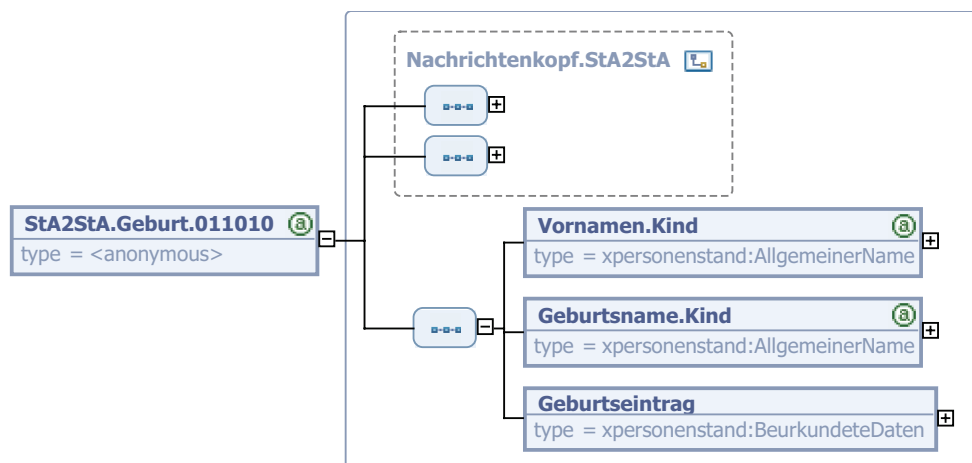 Nachrichtenkopf.StA2StA
StA2StA.Geburt.011010
type = <anonymous>
Vornamen.Kind
type = xpersonenstand:AllgemeinerName
Geburtsname.Kind
type = xpersonenstand:AllgemeinerName
Geburtseintrag
type = xpersonenstand:BeurkundeteDaten